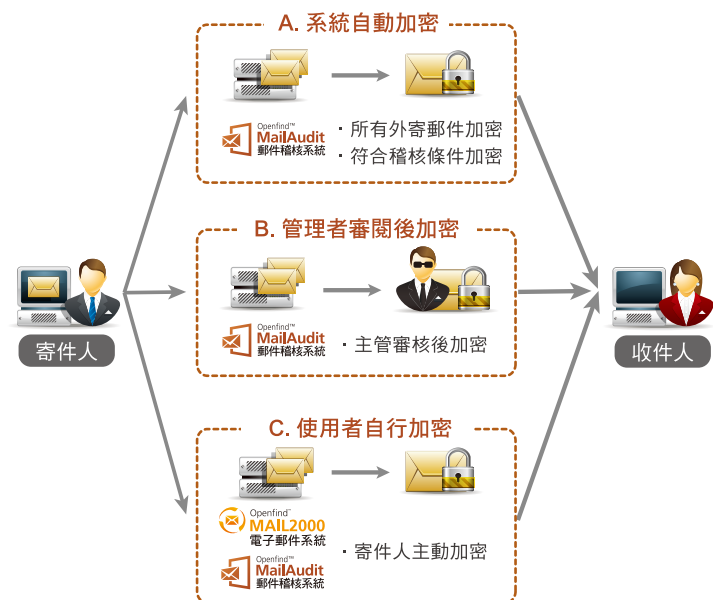 A. 系統自動加密
Openfind™
MailAudit
郵件稽核系統
・所有外寄郵件加密
・符合稽核條件加密
B. 管理者審閱後加密
Openfind™
MailAudit
郵件稽核系統
・主管審核後加密
寄件人
收件人
C. 使用者自行加密
Openfind™
MAIL2000
電子郵件系統
・寄件人主動加密
Openfind™
MailAudit
郵件稽核系統